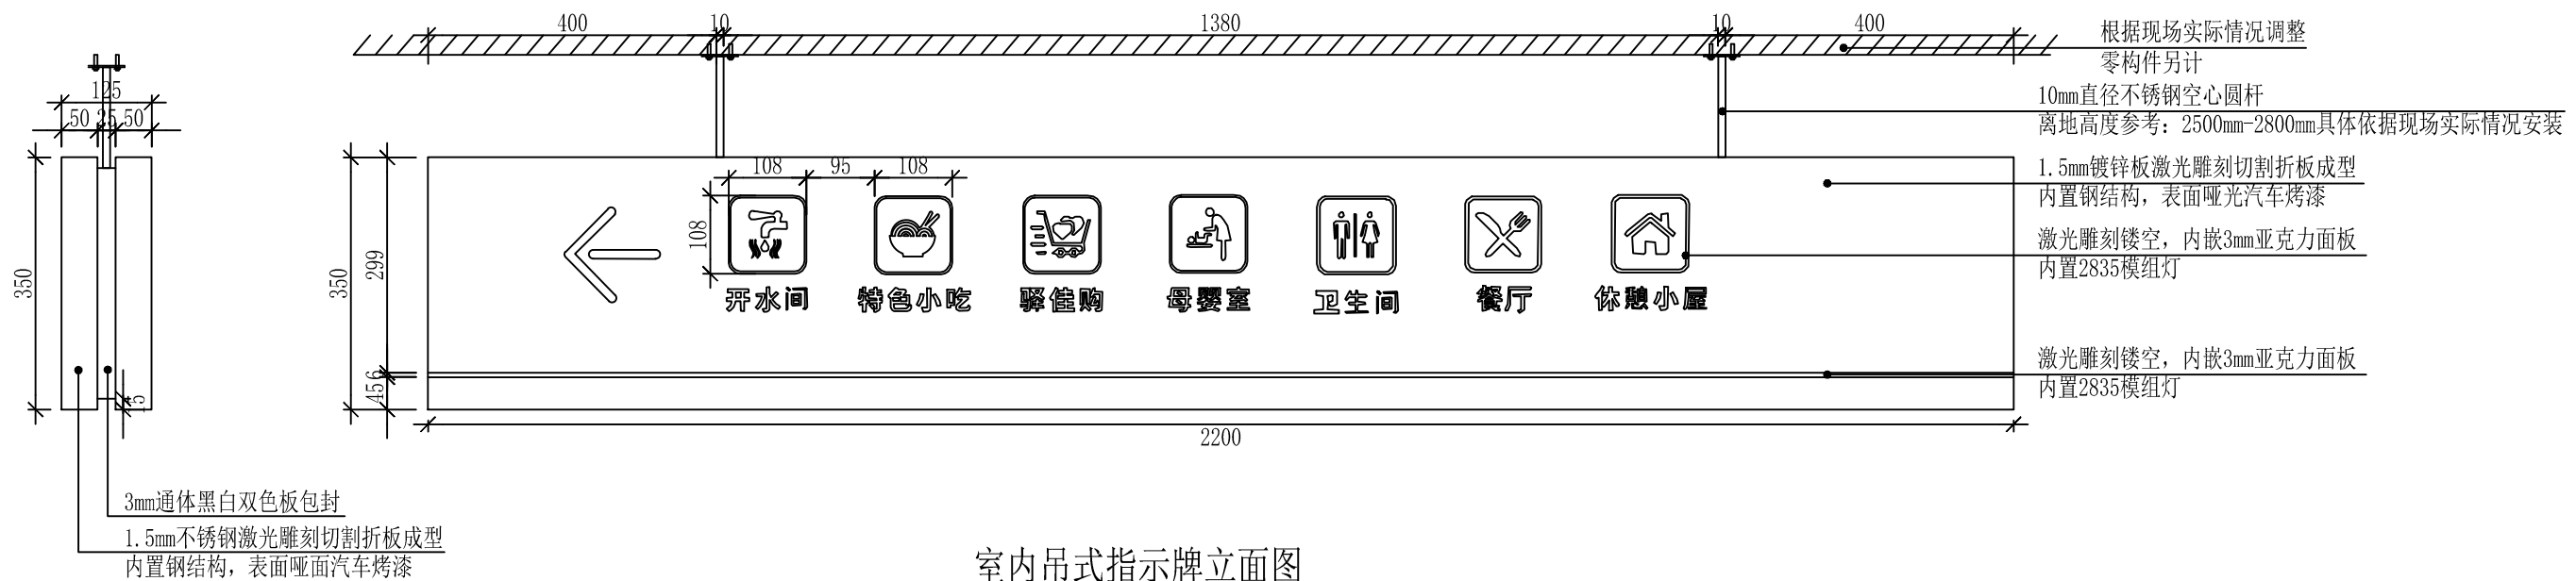 400
10
1380
10
400
根据现场实际情况调整
零构件另计
10mm直径不锈钢空心圆杆
离地高度参考：2500mm-2800mm具体依据现场实际情况安装
1.5mm镀锌板激光雕刻切割折板成型
内置钢结构，表面哑光汽车烤漆
激光雕刻镂空，内嵌3mm亚克力面板
内置2835模组灯
激光雕刻镂空，内嵌3mm亚克力面板
内置2835模组灯
125
50 25 50
350
15
350
299
6
45
108
95
108
108
开水间 特色小吃 驿佳购 母婴室 卫生间 餐厅 休憩小屋
2200
3mm通体黑白双色板包封
1.5mm不锈钢激光雕刻切割折板成型
内置钢结构，表面哑面汽车烤漆
室内吊式指示牌立面图